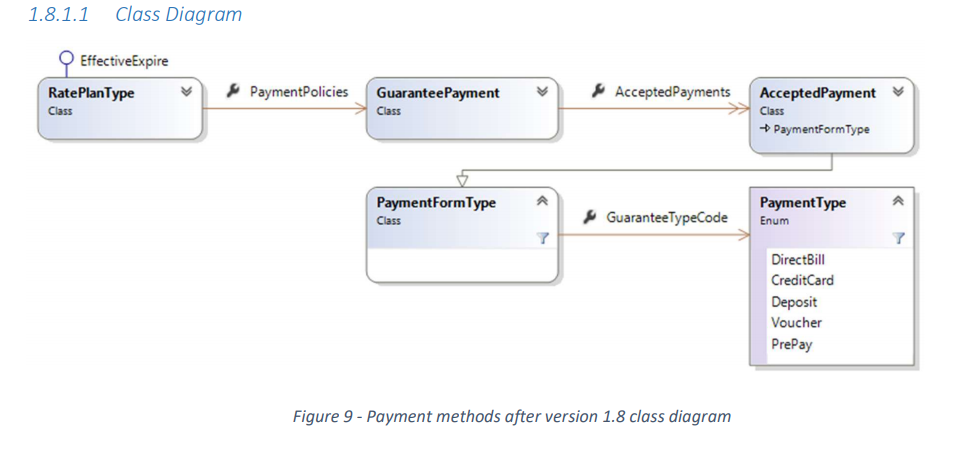 1.8.1.1 Class Diagram
EffectiveExpire
RatePlanType
Class
PaymentPolicies
GuaranteePayment
Class
AcceptedPayments
AcceptedPayment
Class
PaymentFormType
PaymentFormType
Class
GuaranteeTypeCode
PaymentType
Enum
DirectBill
CreditCard
Deposit
Voucher
PrePay
Figure 9 - Payment methods after version 1.8 class diagram